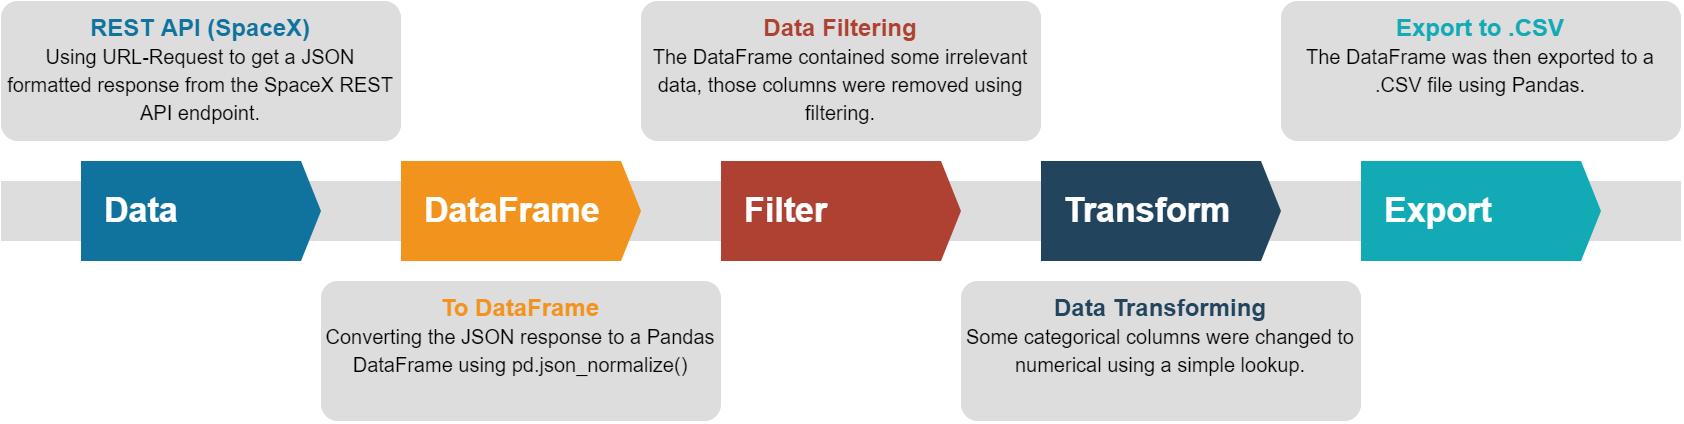 REST API (SpaceX)
Using URL-Request to get a JSON
formatted response from the SpaceX REST
API endpoint.
Data Filtering
The DataFrame contained some irrelevant
data, those columns were removed using
filtering.
Export to .CSV
The DataFrame was then exported to a
.CSV file using Pandas.
Data
DataFrame
Filter
Transform
Export
To DataFrame
Converting the JSON response to a Pandas
DataFrame using pd.json_normalize()
Data Transforming
Some categorical columns were changed to
numerical using a simple lookup.